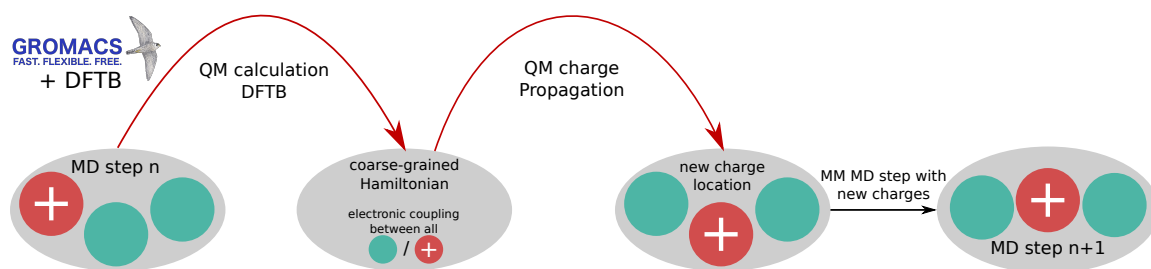 GROMACS
FAST. FLEXIBLE. FREE.
+ DFTB
QM calculation
DFTB
QM charge
Propagation
MD step n
+
coarse-grained
Hamiltonian
electronic coupling
between all
/ +
new charge
location
+
MM MD step with
new charges
+
MD step n+1